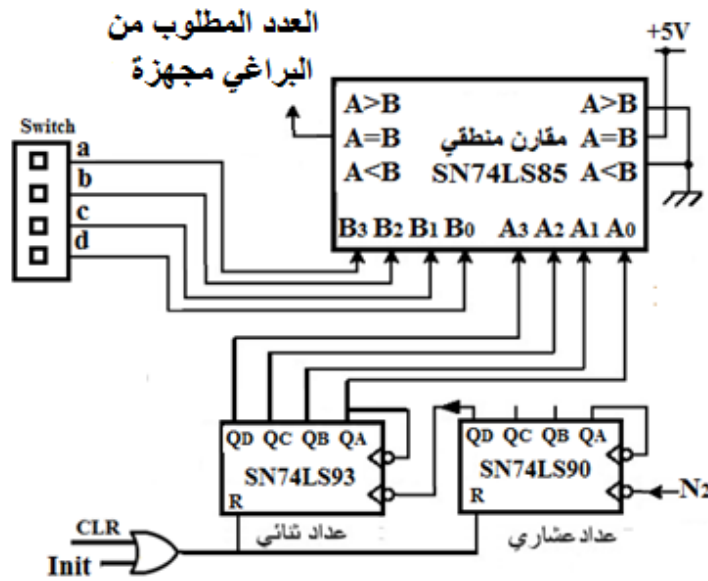 العدد المطلوب من
البراغي مجهزة
+5V
Switch
a
b
c
d
A>B A>B
A=B مقارن منطقي A=B
A<B SN74LS85 A<B
B3 B2 B1 B0 A3 A2 A1 A0
QD QC QB QA
SN74LS93
R
عداد ثنائي
QD QC QB QA
SN74LS90
R
N2
عداد عشاري
CLR
Init